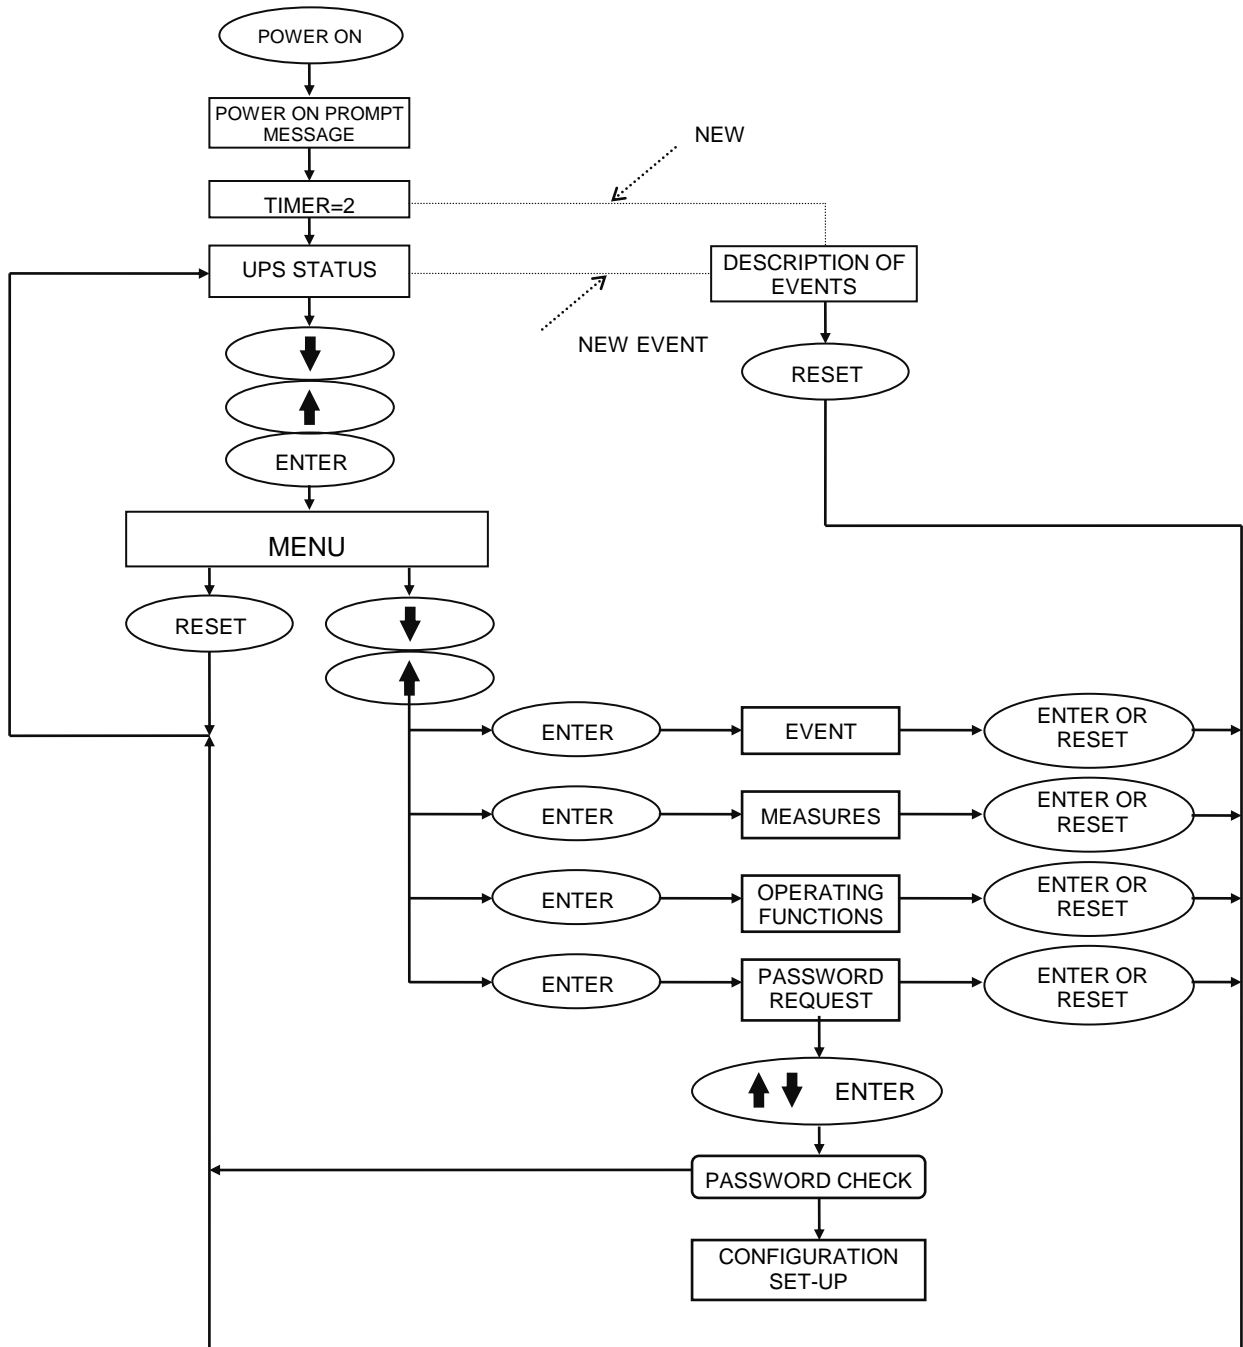 POWER ON
POWER ON PROMPT
MESSAGE
NEW
TIMER=2
UPS STATUS
DESCRIPTION OF
EVENTS
NEW EVENT
RESET
ENTER
MENU
RESET
ENTER
EVENT
ENTER OR
RESET
ENTER
MEASURES
ENTER OR
RESET
ENTER
OPERATING
FUNCTIONS
ENTER OR
RESET
ENTER
PASSWORD
REQUEST
ENTER OR
RESET
ENTER
PASSWORD CHECK
CONFIGURATION
SET-UP